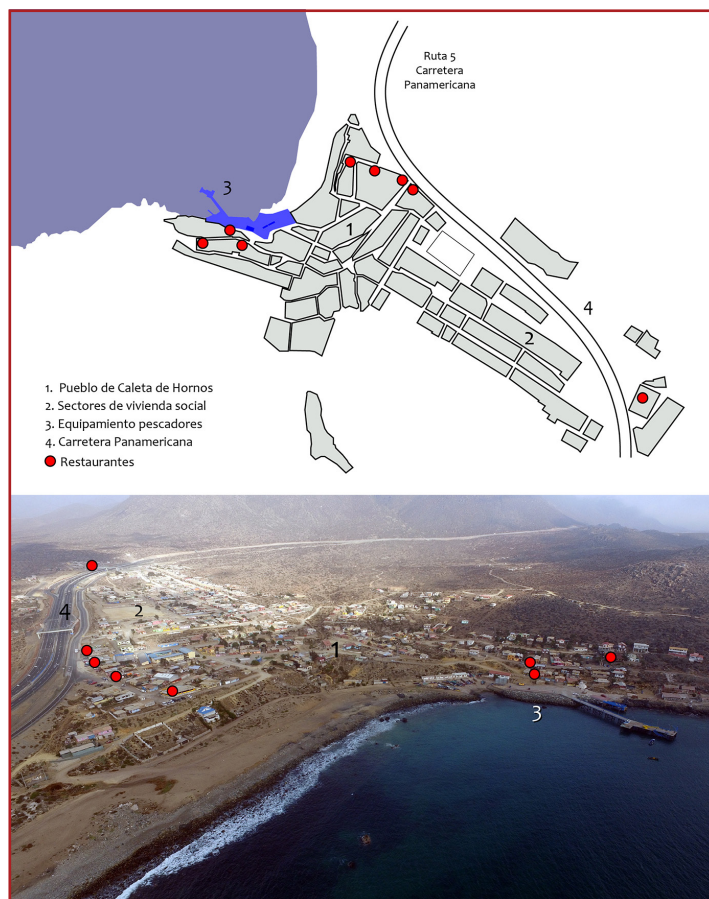 Ruta 5
Carretera
Panamericana
3
1
4
2
1. Pueblo de Caleta de Hornos
2. Sectores de vivienda social
3. Equipamiento pescadores
4. Carretera Panamericana
Restaurantes
4
2
1
3